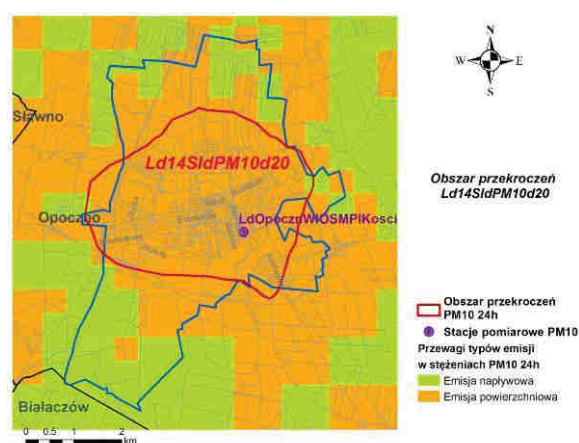 N
W E
S
Sławno
Ld14SldPM10d20
Opoczno
LdOpocznWIOSMPlKosci
Białaczów
0 0.5 1 2
km
Obszar przekroczeń
Ld14SldPM10d20
Obszar przekroczeń
PM10 24h
Stacje pomiarowe PM10
Przewagi typów emisji
w stężeniach PM10 24h
Emisja napływowa
Emisja powierzchniowa